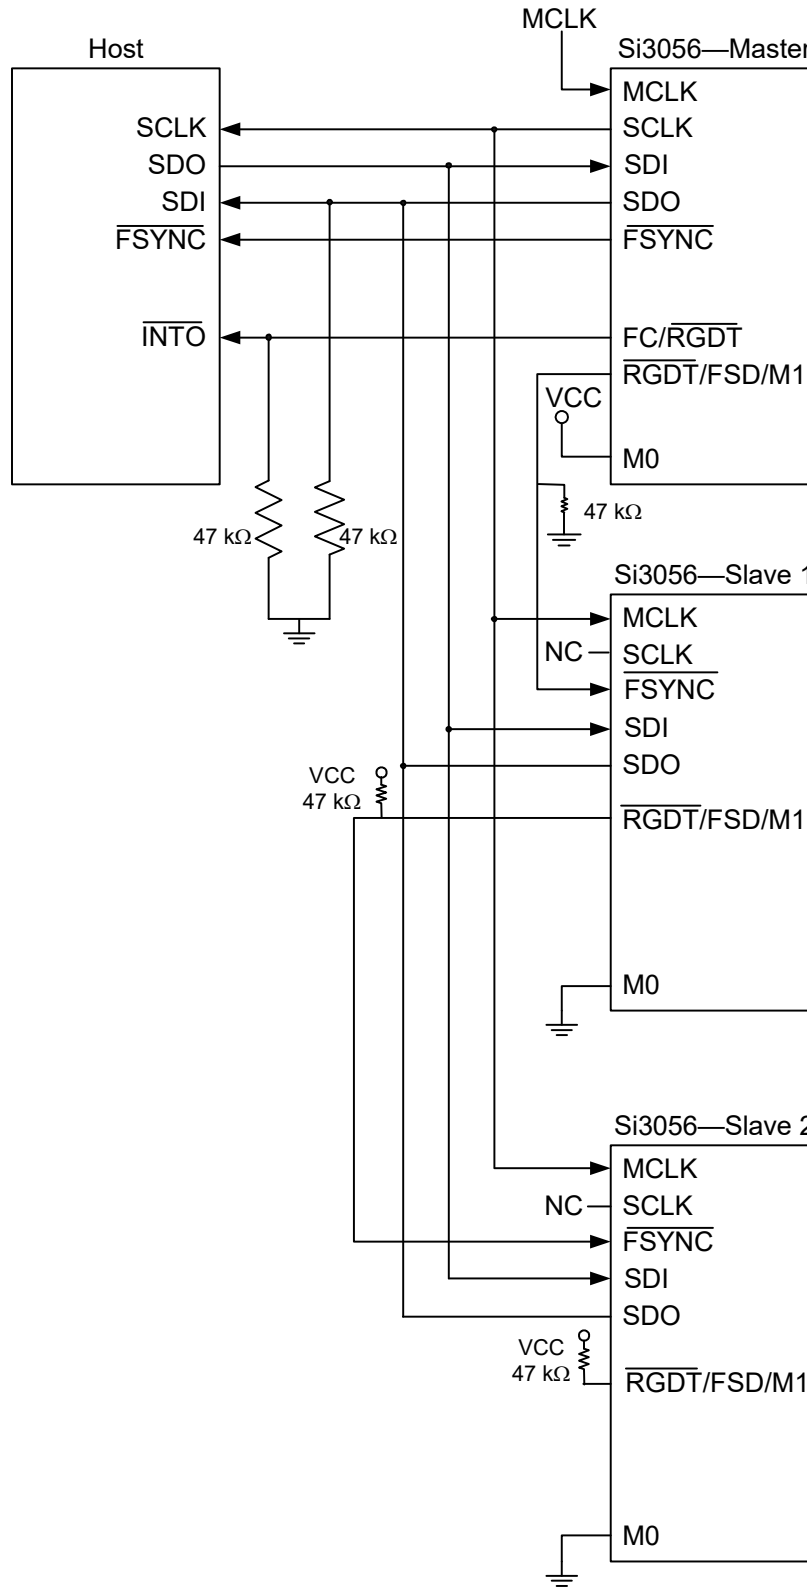 MCLK
Host
Si3056—Master
MCLK
SCLK
SCLK
SDO
SDI
SDI
SDO
FSYNC
FSYNC
INTO
FC/RGDT
RGDT/FSD/M1
VCC
M0
47 kΩ
47 kΩ
47 kΩ
Si3056—Slave 1
MCLK
NC
SCLK
FSYNC
SDI
SDO
VCC
47 kΩ
RGDT/FSD/M1
M0
Si3056—Slave 2
MCLK
NC
SCLK
FSYNC
SDI
SDO
VCC
47 kΩ
RGDT/FSD/M1
M0